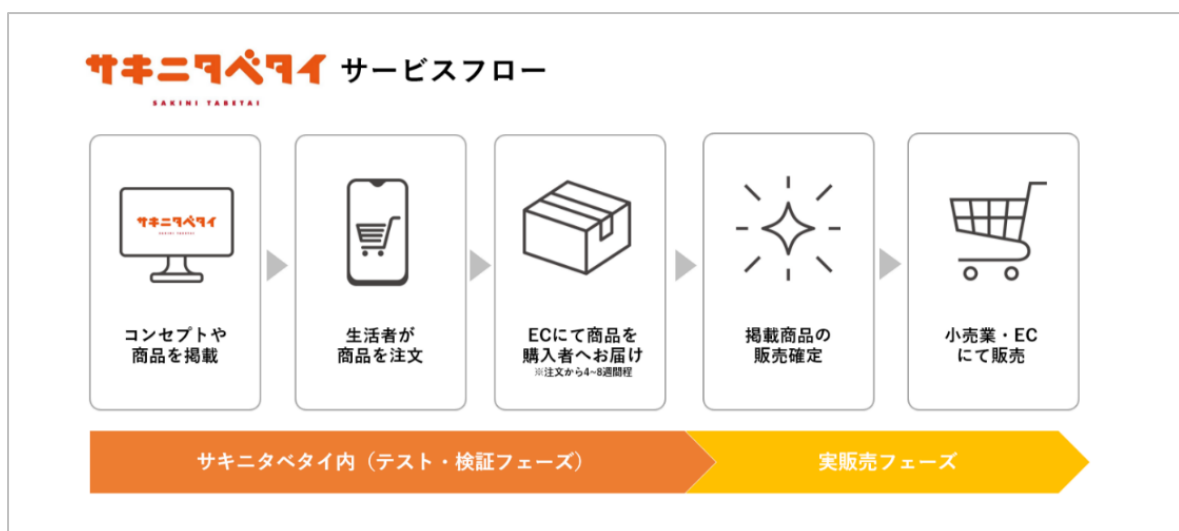 サキニタベタイ サービスフロー
SAKINI TABETAI
サキニタベタイ
SAKINI TABETAI
コンセプトや
商品を掲載
生活者が
商品を注文
ECにて商品を
購入者へお届け
※注文から4~8週間程
掲載商品の
販売確定
小売業・EC
にて販売
サキニタベタイ内（テスト・検証フェーズ）
実販売フェーズ